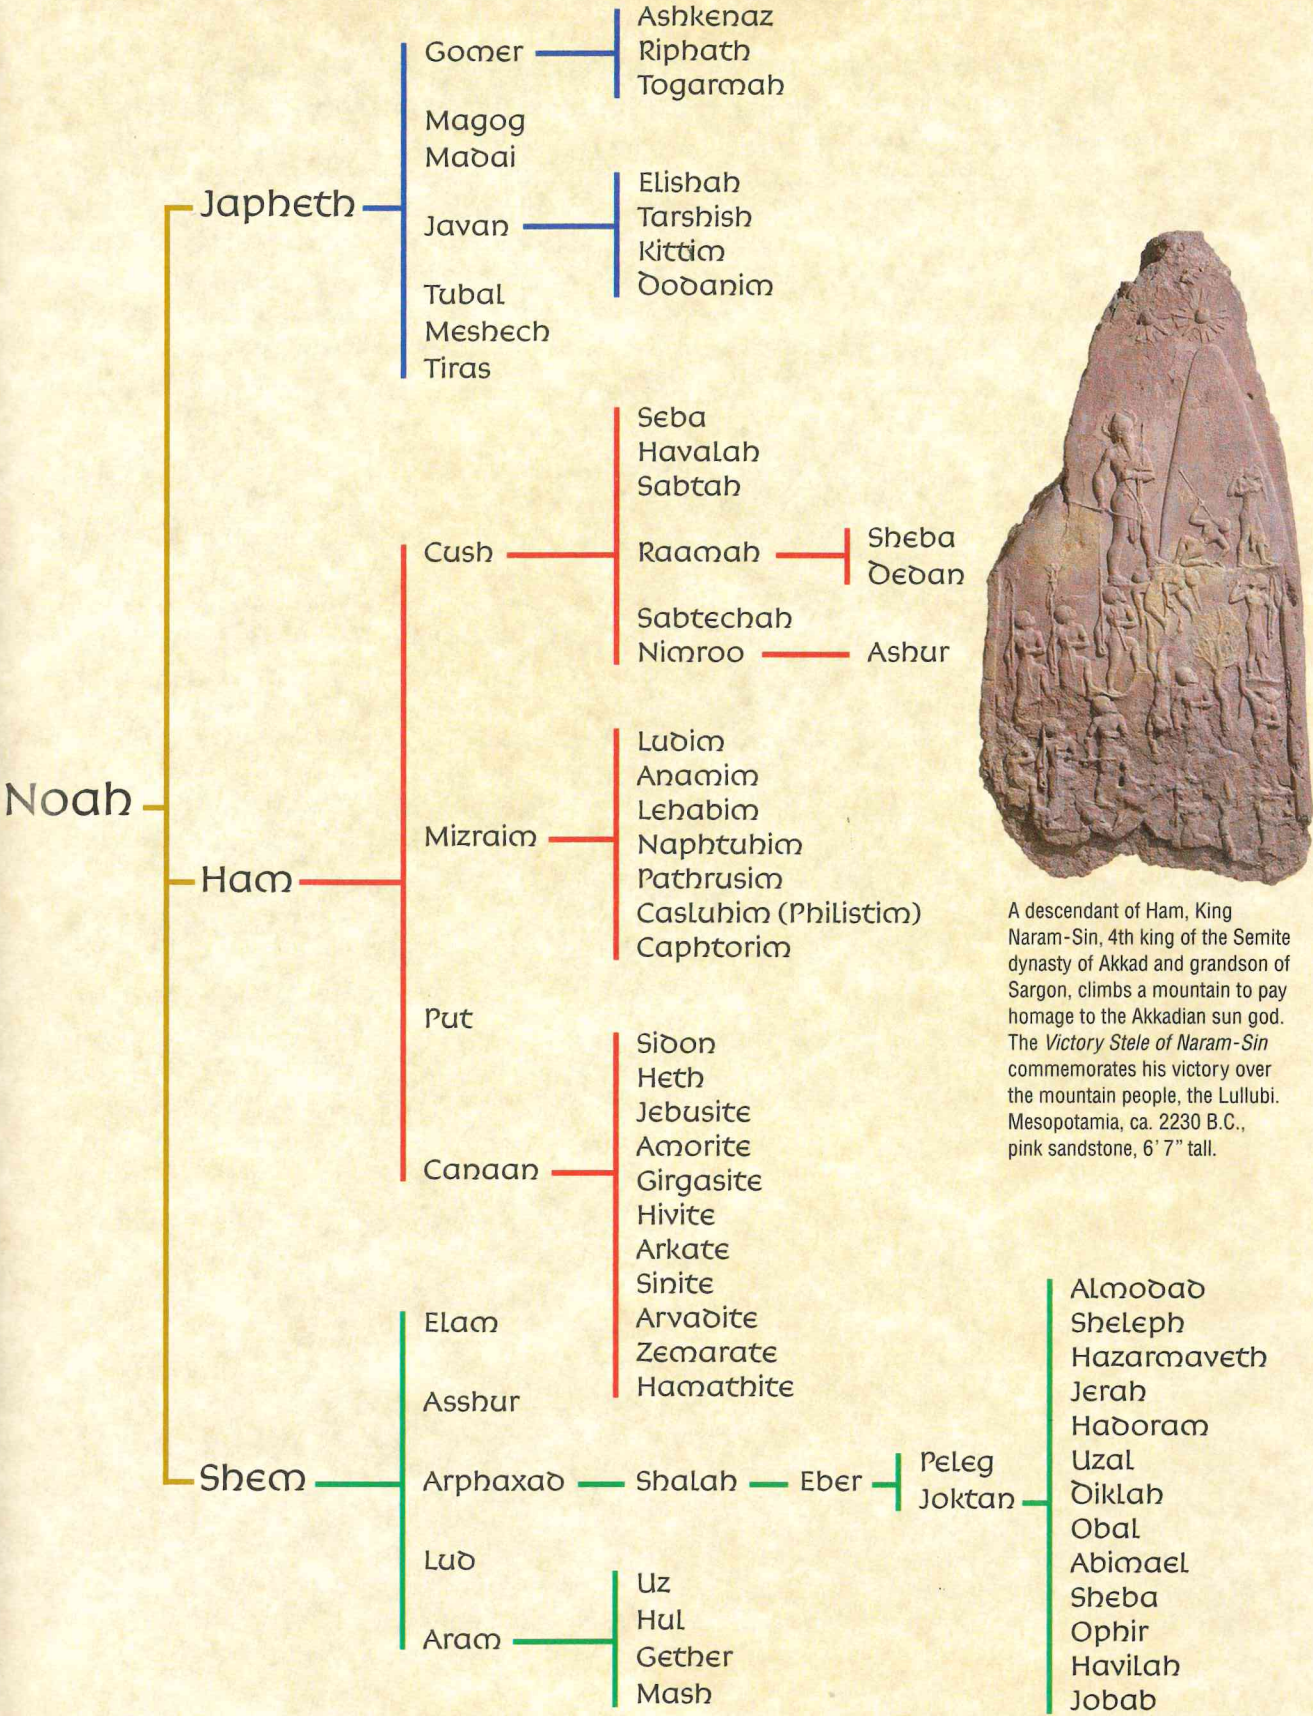 Noah
Japheth
Gomer
Ashkenaz
Riphath
Togarmah
Magog
Madai
Javan
Elishah
Tarshish
Kittim
Dodanim
Tubal
Meshech
Tiras
Ham
Cush
Seba
Havalah
Sabtah
Raamah
Sheba
Dedan
Sabtechah
Nimroo
Ashur
Mizraim
Ludim
Anamim
Lehabim
Naphtuhim
Pathrusim
Casluhim (Philistim)
Caphtorim
Put
Canaan
Sidon
Heth
Jebusite
Amorite
Girgasite
Hivite
Arkate
Sinite
Arvadite
Zemarate
Hamathite
Shem
Elam
Asshur
Arphaxad
Shalah
Eber
Peleg
Joktan
Almodad
Sheleph
Hazarmaveth
Jerah
Hadoram
Uzal
Diklah
Obal
Abimael
Sheba
Ophir
Havilah
Jobab
Lud
Aram
Uz
Hul
Gether
Mash
A descendant of Ham, King
Naram-Sin, 4th king of the Semite
dynasty of Akkad and grandson of
Sargon, climbs a mountain to pay
homage to the Akkadian sun god.
The Victory Stele of Naram-Sin
commemorates his victory over
the mountain people, the Lullubi.
Mesopotamia, ca. 2230 B.C.,
pink sandstone, 6' 7" tall.